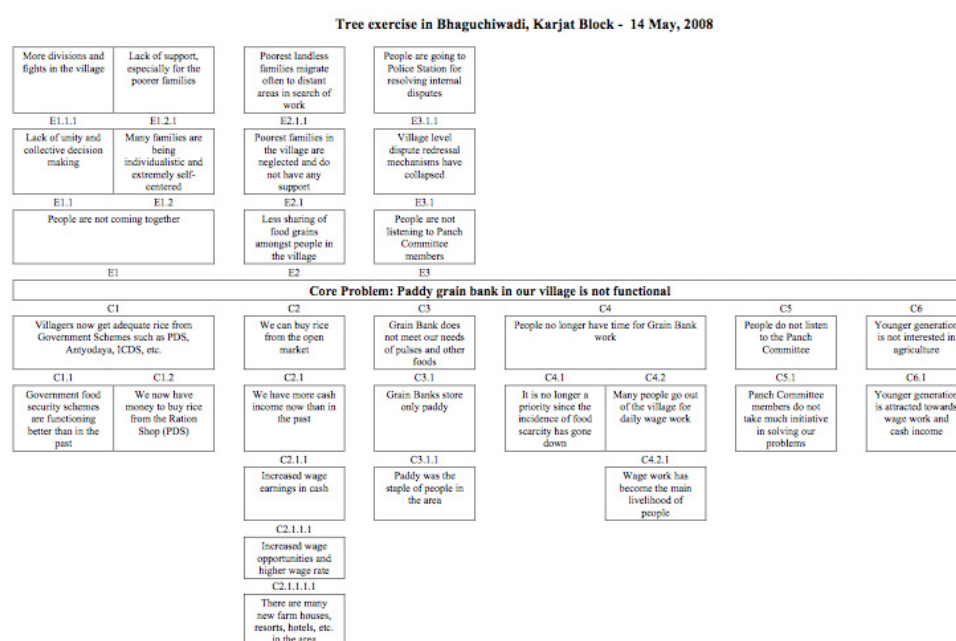 Tree exercise in Bhaguchiwadi, Karjat Block - 14 May, 2008
More divisions and
fights in the village
Lack of support,
especially for the
poorer families
Poorest landless
families migrate
often to distant
areas in search of
work
People are going to
Police Station for
resolving internal
disputes
E1.1.1
E1.2.1
E2.1.1
E3.1.1
Lack of unity and
collective decision
making
Many families are
being
individualistic and
extremely self-
centered
Poorest families in
the village are
neglected and do
not have any
support
Village level
dispute redressal
mechanisms have
collapsed
E1.1
E1.2
E2.1
E3.1
People are not coming together
Less sharing of
food grains
amongst people in
the village
People are not
listening to Panch
Committee
members
E1
E2
E3
Core Problem: Paddy grain bank in our village is not functional
C1
C2
C3
C4
C5
C6
Villagers now get adequate rice from
Government Schemes such as PDS,
Antyodaya, ICDS, etc.
We can buy rice
from the open
market
Grain Bank does
not meet our needs
of pulses and other
foods
People no longer have time for Grain Bank
work
People do not listen
to the Panch
Committee
Younger generation
is not interested in
agriculture
C1.1
C1.2
C2.1
C3.1
C4.1
C4.2
C5.1
C6.1
Government food
security schemes
are functioning
better than in the
past
We now have
money to buy rice
from the Ration
Shop (PDS)
We have more cash
income now than in
the past
Grain Banks store
only paddy
It is no longer a
priority since the
incidence of food
scarcity has gone
down
Many people go out
of the village for
daily wage work
Panch Committee
members do not
take much initiative
in solving our
problems
Younger generation
is attracted towards
wage work and
cash income
C2.1.1
C3.1.1
C4.2.1
Increased wage
earnings in cash
Paddy was the
staple of people in
the area
Wage work has
become the main
livelihood of
people
C2.1.1.1
Increased wage
opportunities and
higher wage rate
C2.1.1.1.1
There are many
new farm houses,
resorts, hotels, etc.
in the area